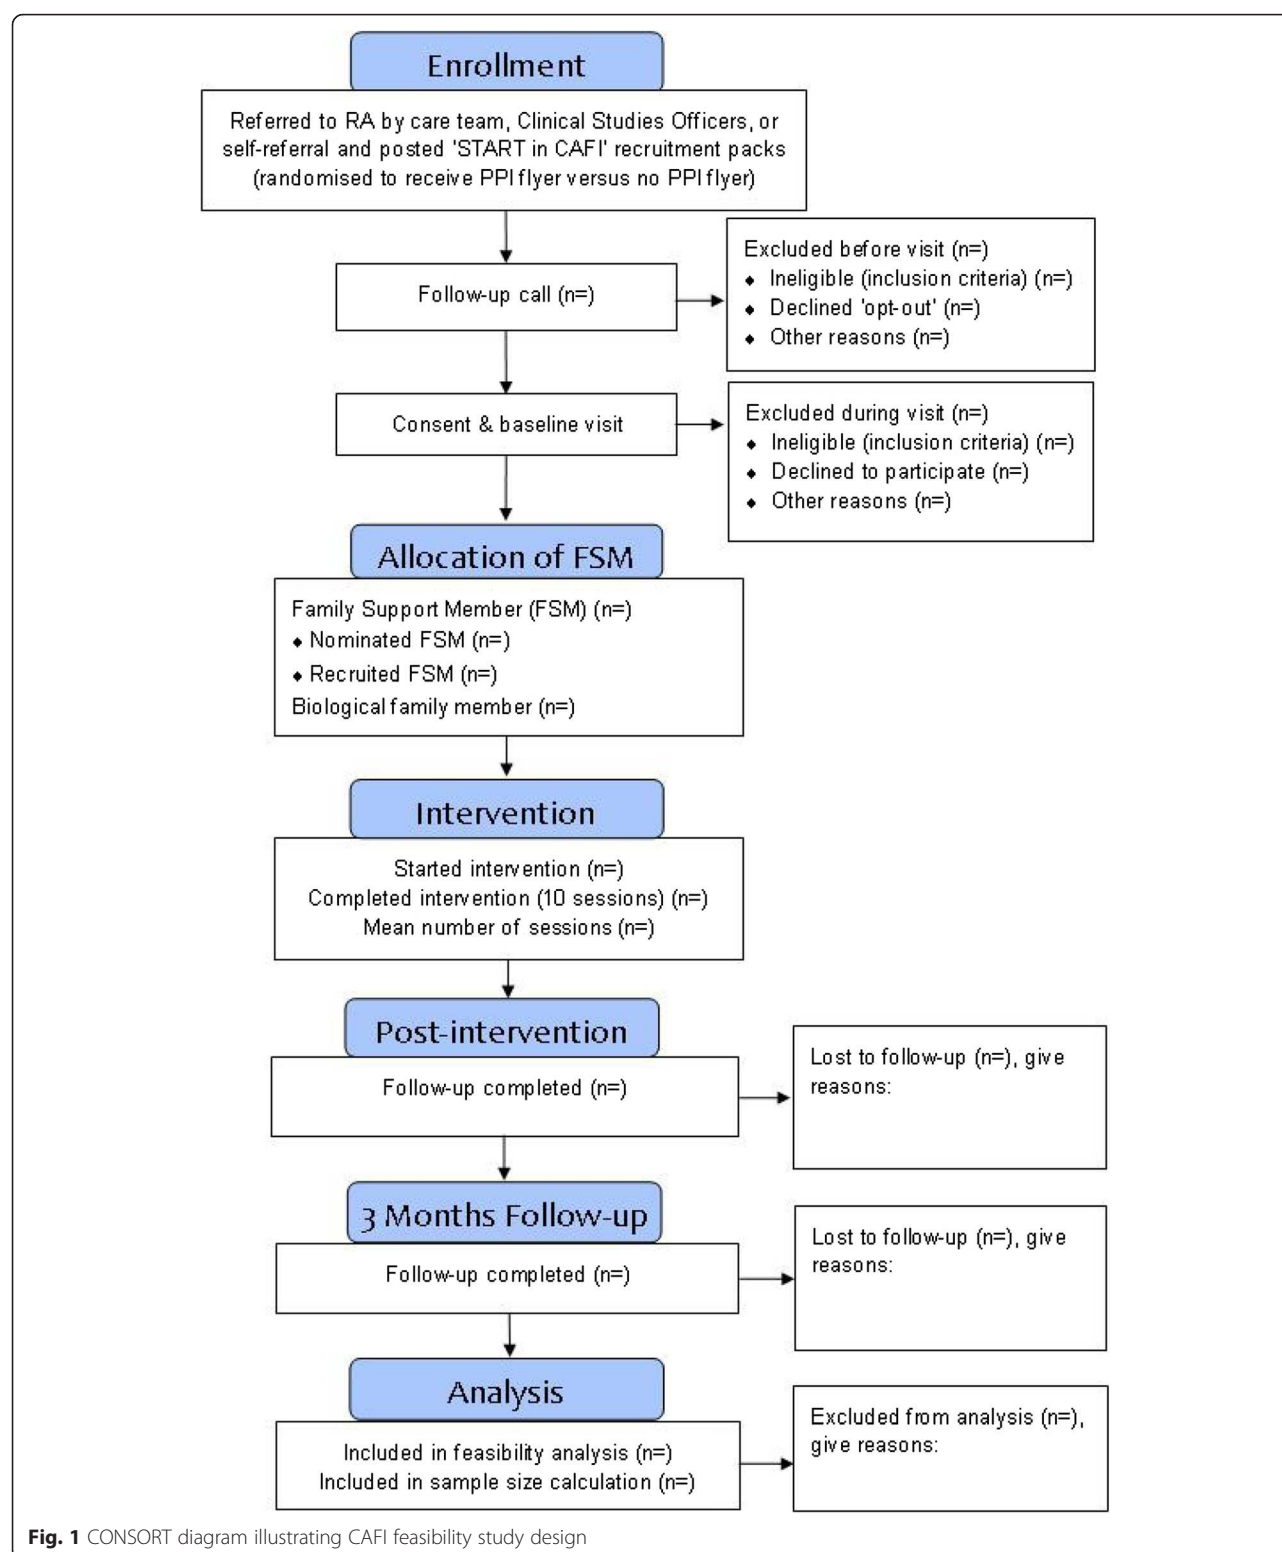 Enrollment
Referred to RA by care team, Clinical Studies Officers, or
self-referral and posted 'START in CAFI' recruitment packs
(randomised to receive PPI flyer versus no PPI flyer)
Follow-up call (n=)
Excluded before visit (n=)
♦ Ineligible (inclusion criteria) (n=)
♦ Declined 'opt-out' (n=)
♦ Other reasons (n=)
Consent & baseline visit
Excluded during visit (n=)
♦ Ineligible (inclusion criteria) (n=)
♦ Declined to participate (n=)
♦ Other reasons (n=)
Allocation of FSM
Family Support Member (FSM) (n=)
♦ Nominated FSM (n=)
♦ Recruited FSM (n=)
Biological family member (n=)
Intervention
Started intervention (n=)
Completed intervention (10 sessions) (n=)
Mean number of sessions (n=)
Post-intervention
Follow-up completed (n=)
Lost to follow-up (n=), give
reasons:
3 Months Follow-up
Follow-up completed (n=)
Lost to follow-up (n=), give
reasons:
Analysis
Included in feasibility analysis (n=)
Included in sample size calculation (n=)
Excluded from analysis (n=),
give reasons:
Fig. 1 CONSORT diagram illustrating CAFI feasibility study design